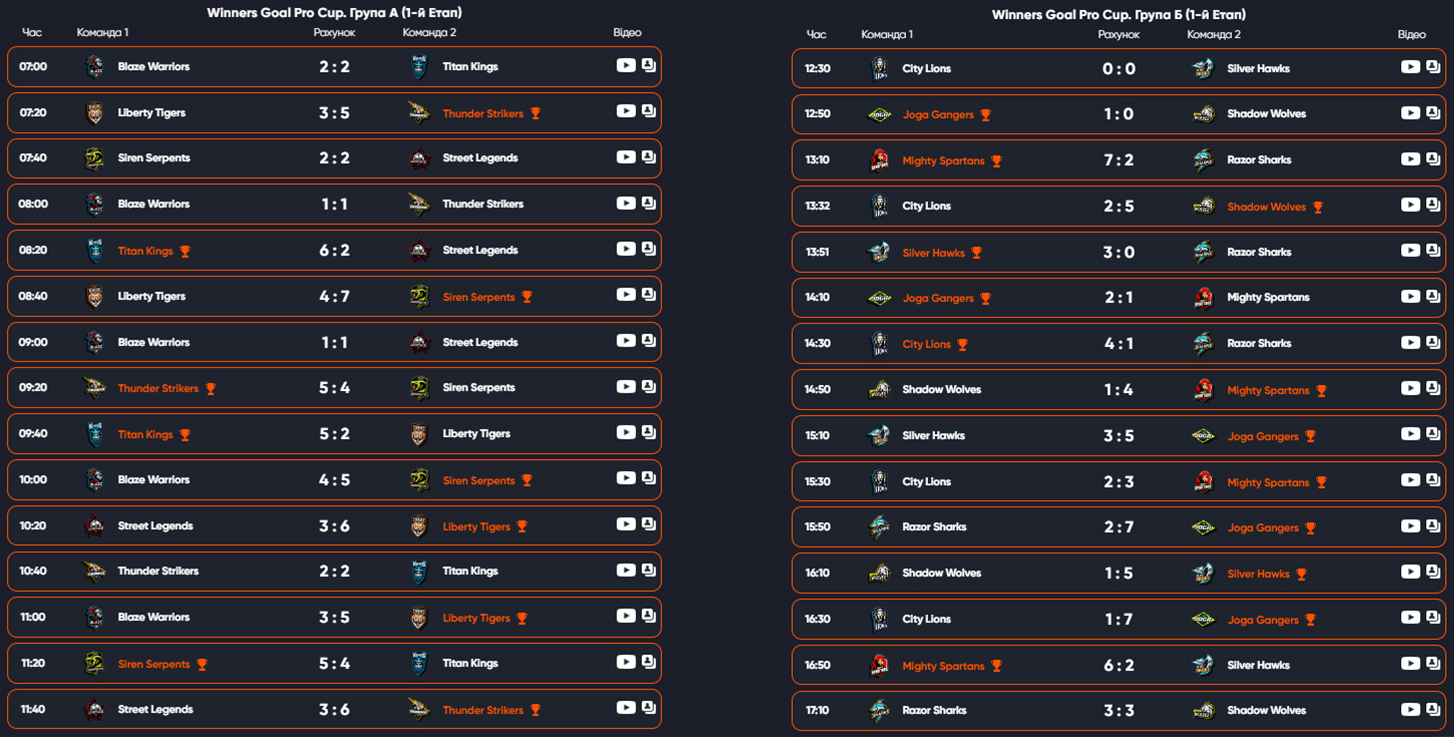 Winners Goal Pro Cup. Група А (1-й Етап)
Час Команда 1 Рахунок Команда 2 Відео
07:00 Blaze Warriors 2 : 2 Titan Kings
07:20 Liberty Tigers 3 : 5 Thunder Strikers
07:40 Siren Serpents 2 : 2 Street Legends
08:00 Blaze Warriors 1 : 1 Thunder Strikers
08:20 Titan Kings 6 : 2 Street Legends
08:40 Liberty Tigers 4 : 7 Siren Serpents
09:00 Blaze Warriors 1 : 1 Street Legends
09:20 Thunder Strikers 5 : 4 Siren Serpents
09:40 Titan Kings 5 : 2 Liberty Tigers
10:00 Blaze Warriors 4 : 5 Siren Serpents
10:20 Street Legends 3 : 6 Liberty Tigers
10:40 Thunder Strikers 2 : 2 Titan Kings
11:00 Blaze Warriors 3 : 5 Liberty Tigers
11:20 Siren Serpents 5 : 4 Titan Kings
11:40 Street Legends 3 : 6 Thunder Strikers
Winners Goal Pro Cup. Група Б (1-й Етап)
Час Команда 1 Рахунок Команда 2 Відео
12:30 City Lions 0 : 0 Silver Hawks
12:50 Joga Gangers 1 : 0 Shadow Wolves
13:10 Mighty Spartans 7 : 2 Razor Sharks
13:32 City Lions 2 : 5 Shadow Wolves
13:51 Silver Hawks 3 : 0 Razor Sharks
14:10 Joga Gangers 2 : 1 Mighty Spartans
14:30 City Lions 4 : 1 Razor Sharks
14:50 Shadow Wolves 1 : 4 Mighty Spartans
15:10 Silver Hawks 3 : 5 Joga Gangers
15:30 City Lions 2 : 3 Mighty Spartans
15:50 Razor Sharks 2 : 7 Joga Gangers
16:10 Shadow Wolves 1 : 5 Silver Hawks
16:30 City Lions 1 : 7 Joga Gangers
16:50 Mighty Spartans 6 : 2 Silver Hawks
17:10 Razor Sharks 3 : 3 Shadow Wolves